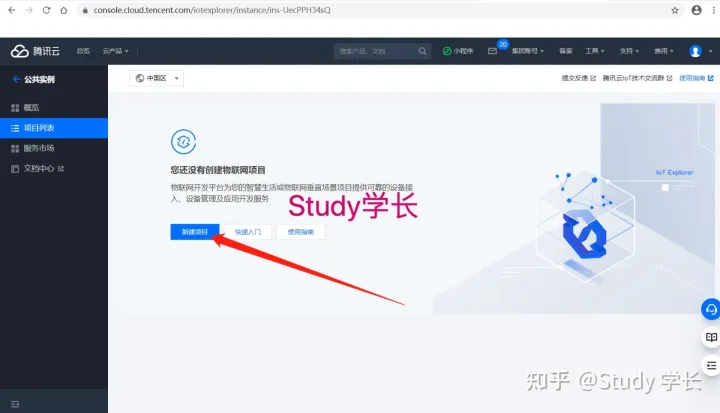 console.cloud.tencent.com/iotexplorer/instance/ins-UecPPH34sQ
腾讯云
总览
云产品
搜索产品、文档...
小程序
20
集团账号
备案
工具
支持
费用
公共实例
中国区
提交反馈
腾讯云IoT技术交流群
使用指南
概览
项目列表
服务市场
文档中心
您还没有创建物联网项目
物联网开发平台为您的智慧生活或物联网垂直场景项目提供可靠的设备接
入、设备管理及应用开发服务
Study学长
新建项目
快速入门
使用指南
IoT Explorer
知乎 @Study 学长